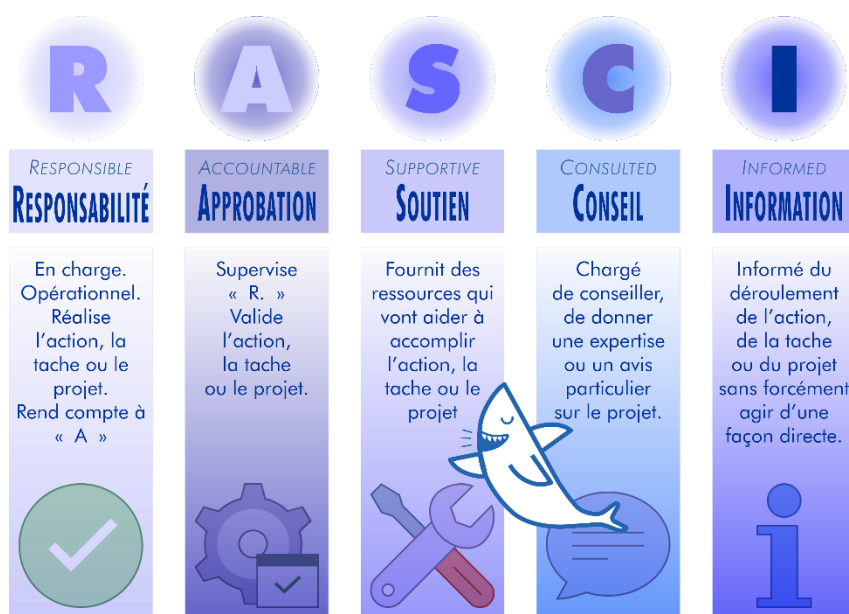 R A S C I
RESPONSIBLE
RESPONSABILITÉ
En charge.
Opérationnel.
Réalise
l'action, la
tache ou le
projet.
Rend compte à
« A »
ACCOUNTABLE
APPROBATION
Supervise
« R. »
Valide
l'action,
la tache
ou le projet.
SUPPORTIVE
SOUTIEN
Fournit des
ressources qui
vont aider à
accomplir
l'action, la
tache ou le
projet
CONSULTED
CONSEIL
Chargé
de conseiller,
de donner
une expertise
ou un avis
particulier
sur le projet.
INFORMED
INFORMATION
Informé du
déroulement
de l'action,
de la tache
ou du projet
sans forcément
agir d'une
façon directe.